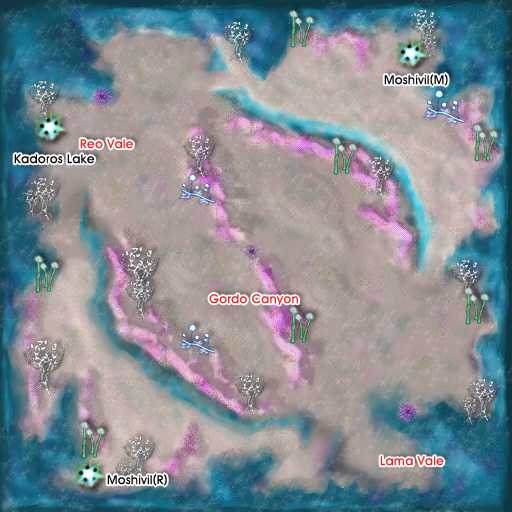 Moshivil(M)
Reo Vale
Kadoros Lake
Gordo Canyon
Lama Vale
Moshivil(R)